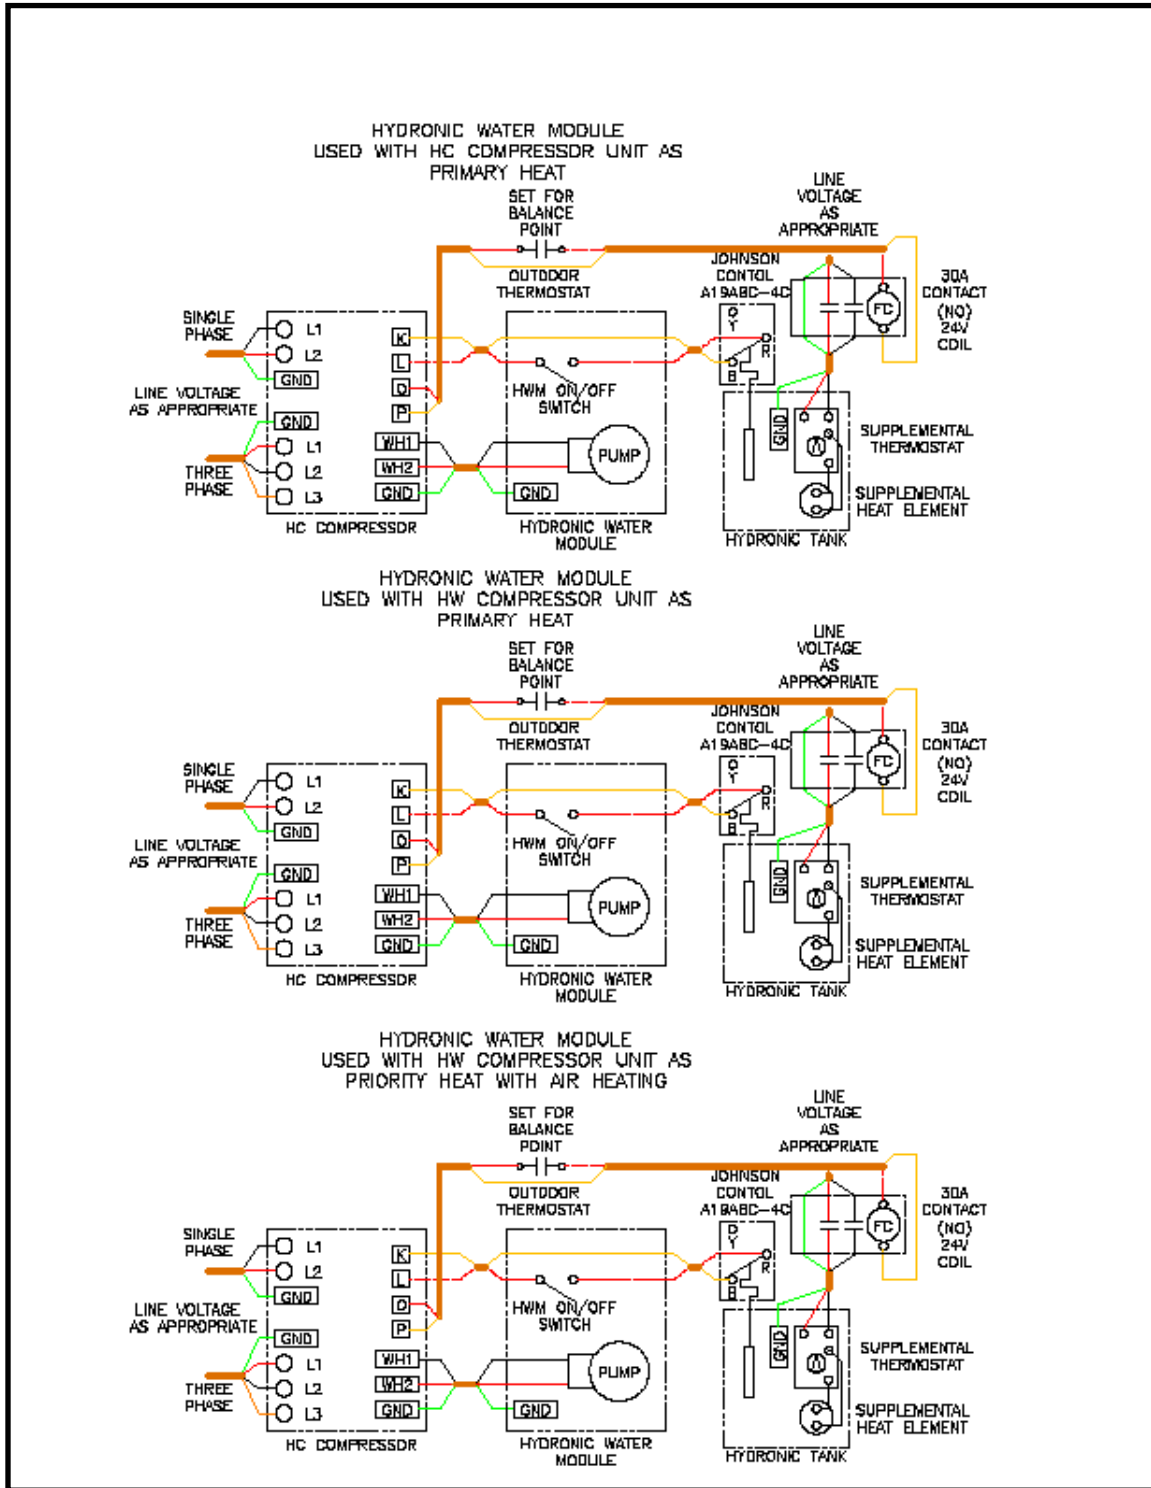 HYDRONIC WATER MODULE
USED WITH HC COMPRESSOR UNIT AS
PRIMARY HEAT
SET FOR
BALANCE
POINT
LINE
VOLTAGE
AS
APPROPRIATE
OUTDOOR
THERMOSTAT
JOHNSON
CONTOL
A19ABC-4C
30A
CONTACT
(NO)
24V
COIL
FC
SINGLE
PHASE
L1
L2
GND
LINE VOLTAGE
AS APPROPRIATE
GND
L1
L2
L3
THREE
PHASE
K
L
O
P
WH1
WH2
GND
HC COMPRESSOR
HWM ON/OFF
SWITCH
PUMP
GND
HYDRONIC WATER
MODULE
O
Y
R
B
GND
SUPPLEMENTAL
THERMOSTAT
SUPPLEMENTAL
HEAT ELEMENT
HYDRONIC TANK
HYDRONIC WATER MODULE
USED WITH HW COMPRESSOR UNIT AS
PRIMARY HEAT
SET FOR
BALANCE
POINT
LINE
VOLTAGE
AS
APPROPRIATE
OUTDOOR
THERMOSTAT
JOHNSON
CONTOL
A19ABC-4C
30A
CONTACT
(NO)
24V
COIL
FC
SINGLE
PHASE
L1
L2
GND
LINE VOLTAGE
AS APPROPRIATE
GND
L1
L2
L3
THREE
PHASE
K
L
O
P
WH1
WH2
GND
HC COMPRESSOR
HWM ON/OFF
SWITCH
PUMP
GND
HYDRONIC WATER
MODULE
O
Y
R
B
GND
SUPPLEMENTAL
THERMOSTAT
SUPPLEMENTAL
HEAT ELEMENT
HYDRONIC TANK
HYDRONIC WATER MODULE
USED WITH HW COMPRESSOR UNIT AS
PRIORITY HEAT WITH AIR HEATING
SET FOR
BALANCE
POINT
LINE
VOLTAGE
AS
APPROPRIATE
OUTDOOR
THERMOSTAT
JOHNSON
CONTOL
A19ABC-4C
30A
CONTACT
(NO)
24V
COIL
FC
SINGLE
PHASE
L1
L2
GND
LINE VOLTAGE
AS APPROPRIATE
GND
L1
L2
L3
THREE
PHASE
K
L
O
P
WH1
WH2
GND
HC COMPRESSOR
HWM ON/OFF
SWITCH
PUMP
GND
HYDRONIC WATER
MODULE
O
Y
R
B
GND
SUPPLEMENTAL
THERMOSTAT
SUPPLEMENTAL
HEAT ELEMENT
HYDRONIC TANK